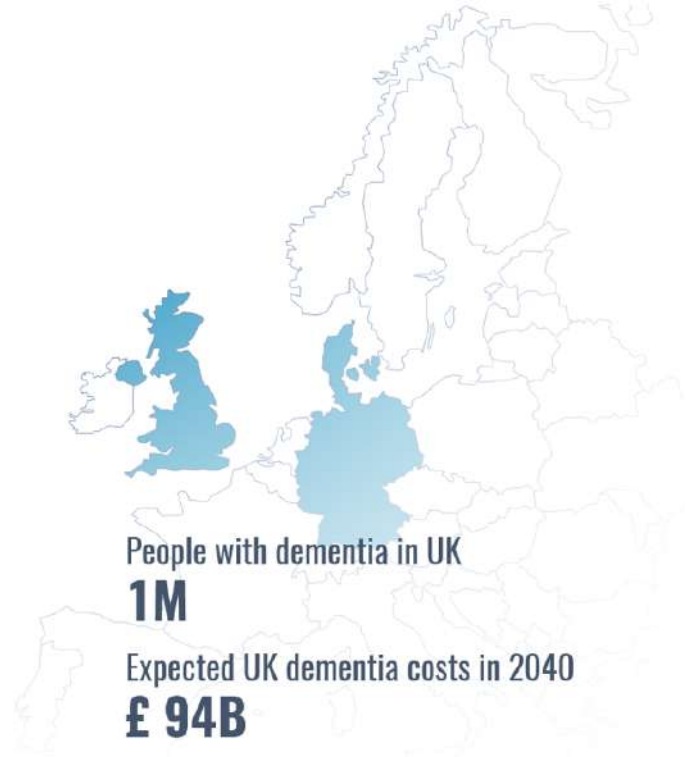 People with dementia in UK
1M
Expected UK dementia costs in 2040
£ 94B